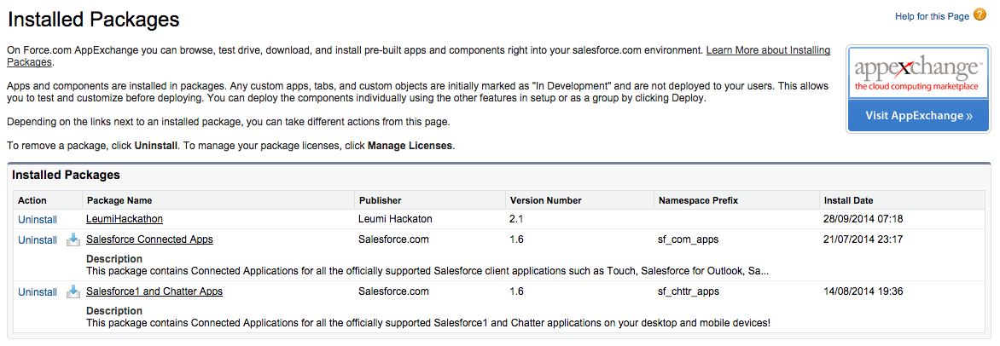 Installed Packages
Help for this Page ?
On Force.com AppExchange you can browse, test drive, download, and install pre-built apps and components right into your salesforce.com environment. Learn More about Installing
Packages.
Apps and components are installed in packages. Any custom apps, tabs, and custom objects are initially marked as "In Development" and are not deployed to your users. This allows
you to test and customize before deploying. You can deploy the components individually using the other features in setup or as a group by clicking Deploy.
Depending on the links next to an installed package, you can take different actions from this page.
To remove a package, click Uninstall. To manage your package licenses, click Manage Licenses.
appexchange™
the cloud computing marketplace
Visit AppExchange »
Installed Packages
Action Package Name Publisher Version Number Namespace Prefix Install Date
Uninstall LeumiHackathon Leumi Hackaton 2.1 28/09/2014 07:18
Uninstall Salesforce Connected Apps Salesforce.com 1.6 sf_com_apps 21/07/2014 23:17
Description
This package contains Connected Applications for all the officially supported Salesforce client applications such as Touch, Salesforce for Outlook, Sa...
Uninstall Salesforce1 and Chatter Apps Salesforce.com 1.6 sf_chttr_apps 14/08/2014 19:36
Description
This package contains Connected Applications for all the officially supported Salesforce1 and Chatter applications on your desktop and mobile devices!